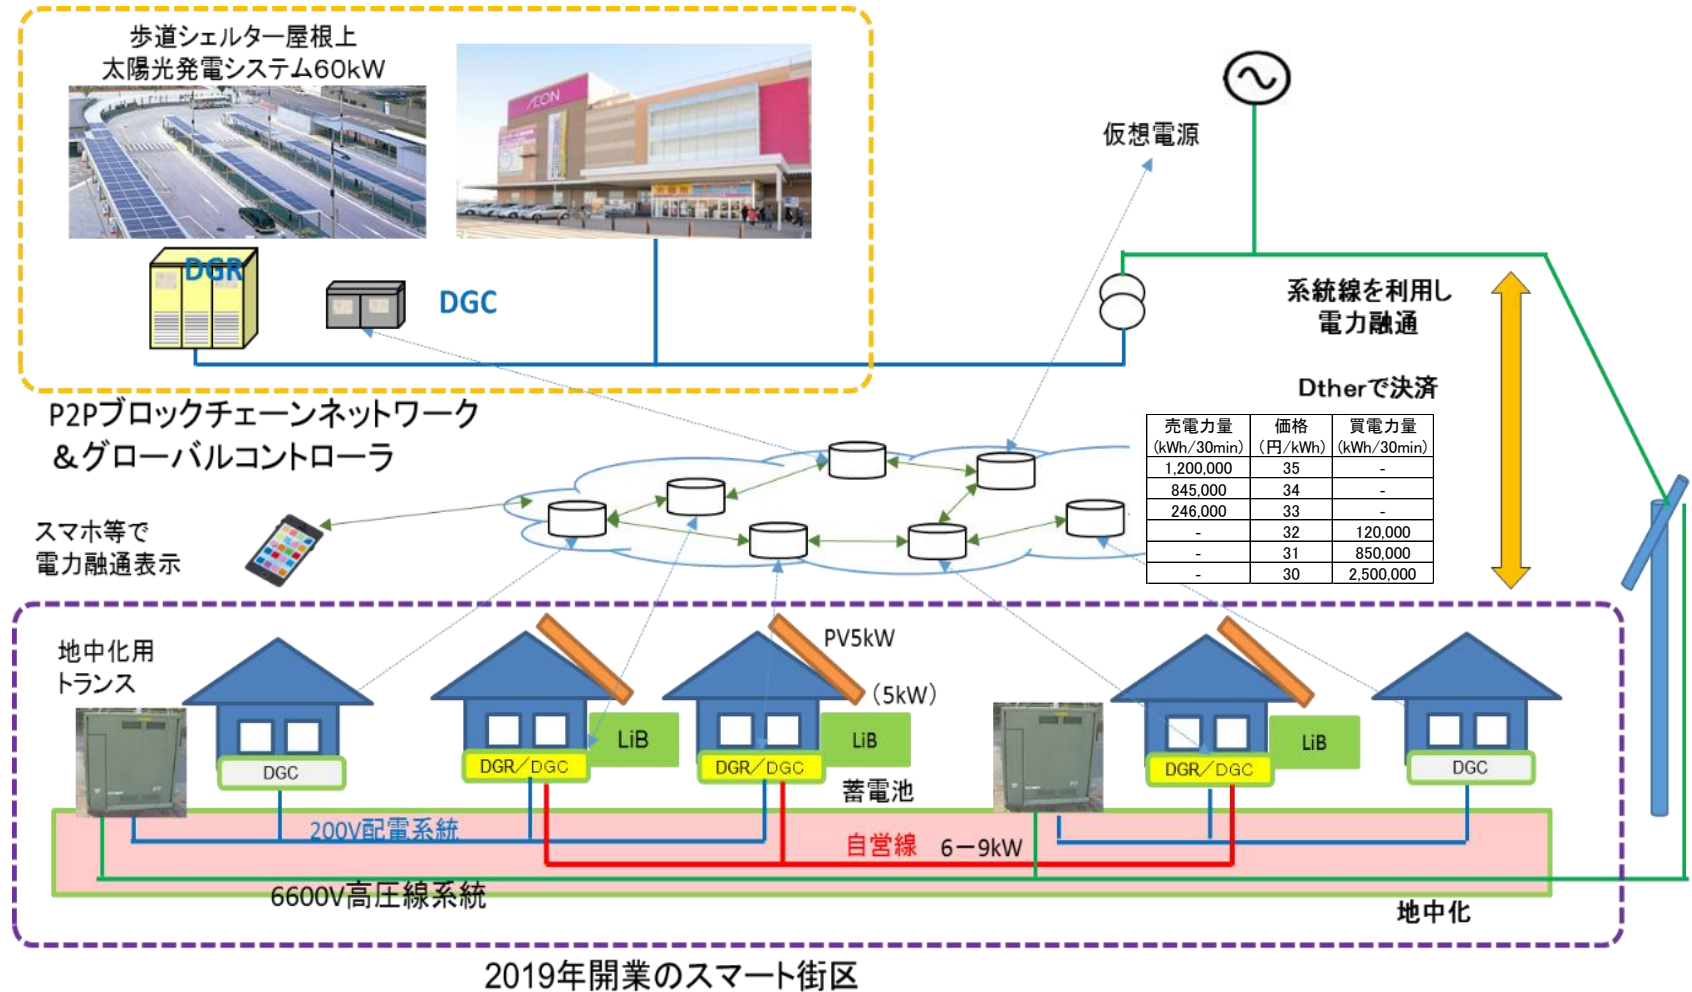 歩道シェルター屋根上
太陽光発電システム60kW
ÆON
DGR
DGC
仮想電源
系統線を利用し
電力融通
Dtherで決済
P2Pブロックチェーンネットワーク
&グローバルコントローラ
売電力量 価格 買電力量
(kWh/30min) (円/kWh) (kWh/30min)
1,200,000 35 -
845,000 34 -
246,000 33 -
- 32 120,000
- 31 850,000
- 30 2,500,000
スマホ等で
電力融通表示
地中化用
トランス
PV5kW
(5kW)
LiB
LiB
LiB
DGC
DGR/DGC
DGR/DGC
DGR/DGC
DGC
蓄電池
200V配電系統
自営線 6-9kW
6600V高圧線系統
地中化
2019年開業のスマート街区